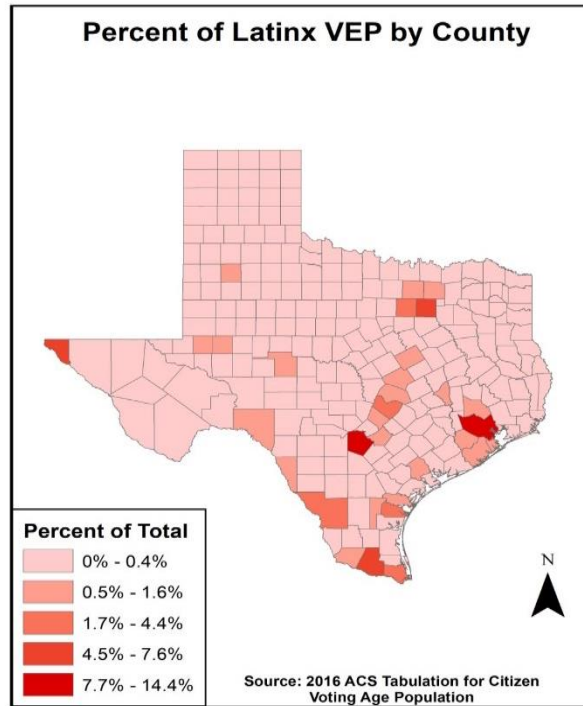 Percent of Latinx VEP by County
Percent of Total
0% - 0.4%
0.5% - 1.6%
1.7% - 4.4%
4.5% - 7.6%
7.7% - 14.4%
N
Source: 2016 ACS Tabulation for Citizen
Voting Age Population